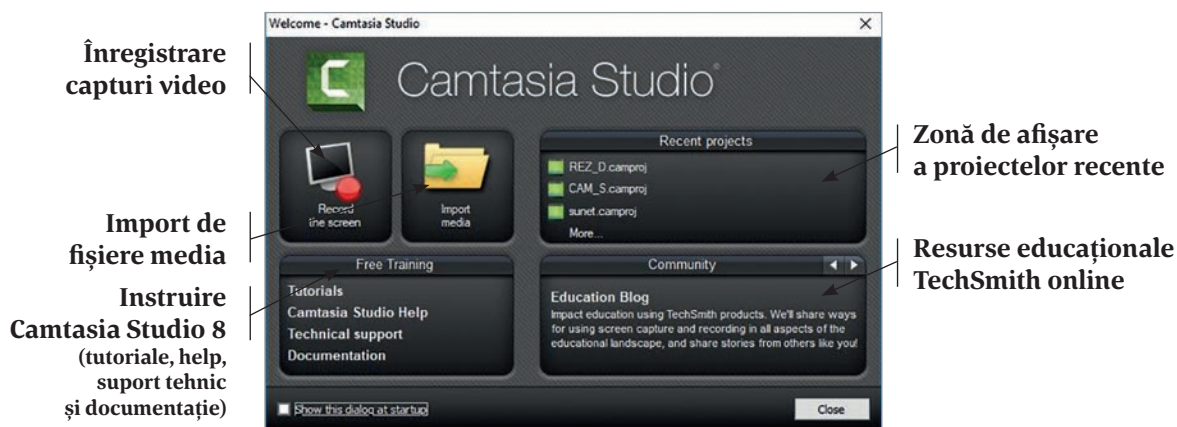 Înregistrare
capturi video
Import de
fișiere media
Instruire
Camtasia Studio 8
(tutoriale, help,
suport tehnic
și documentație)
Welcome - Camtasia Studio
Camtasia Studio®
Record
the screen
Import
media
Recent projects
REZ_D.camproj
CAM_S.camproj
sunet.camproj
More...
Free Training
Tutorials
Camtasia Studio Help
Technical support
Documentation
Community
Education Blog
Impact education using TechSmith products. We'll share ways
for using screen capture and recording in all aspects of the
educational landscape, and share stories from others like you!
Show this dialog at startup
Close
Zonă de afișare
a proiectelor recente
Resurse educaționale
TechSmith online